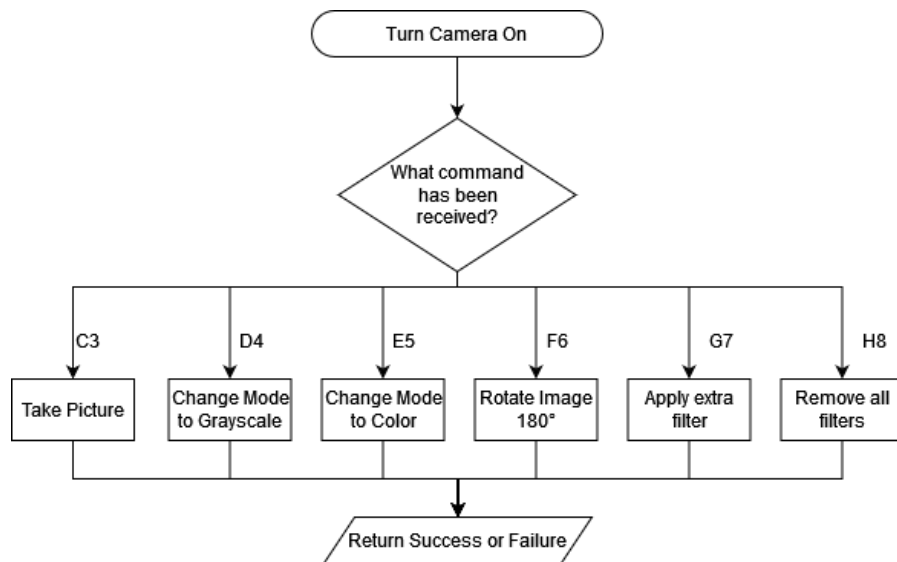 Turn Camera On
What command
has been
received?
C3
D4
E5
F6
G7
H8
Take Picture
Change Mode
to Grayscale
Change Mode
to Color
Rotate Image
180°
Apply extra
filter
Remove all
filters
Return Success or Failure